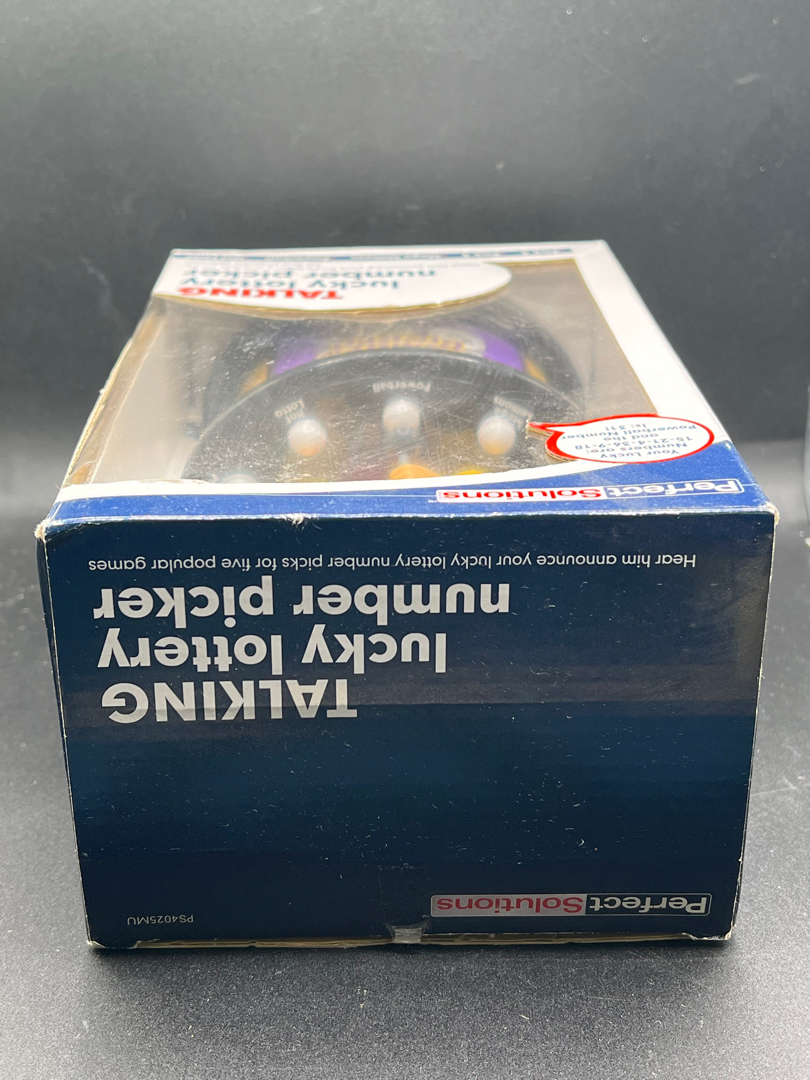 Perfect Solutions™
PS4025MU
TALKING
lucky lottery
number picker
Hear him announce your lucky lottery number picks for five popular games
Perfect Solutions™
Your Lucky
Numbers are:
15-21-4-34-9-18
and the
Powerball Number
is: 31!
Powerball
Lotto
TALKING
lucky lottery
number picker